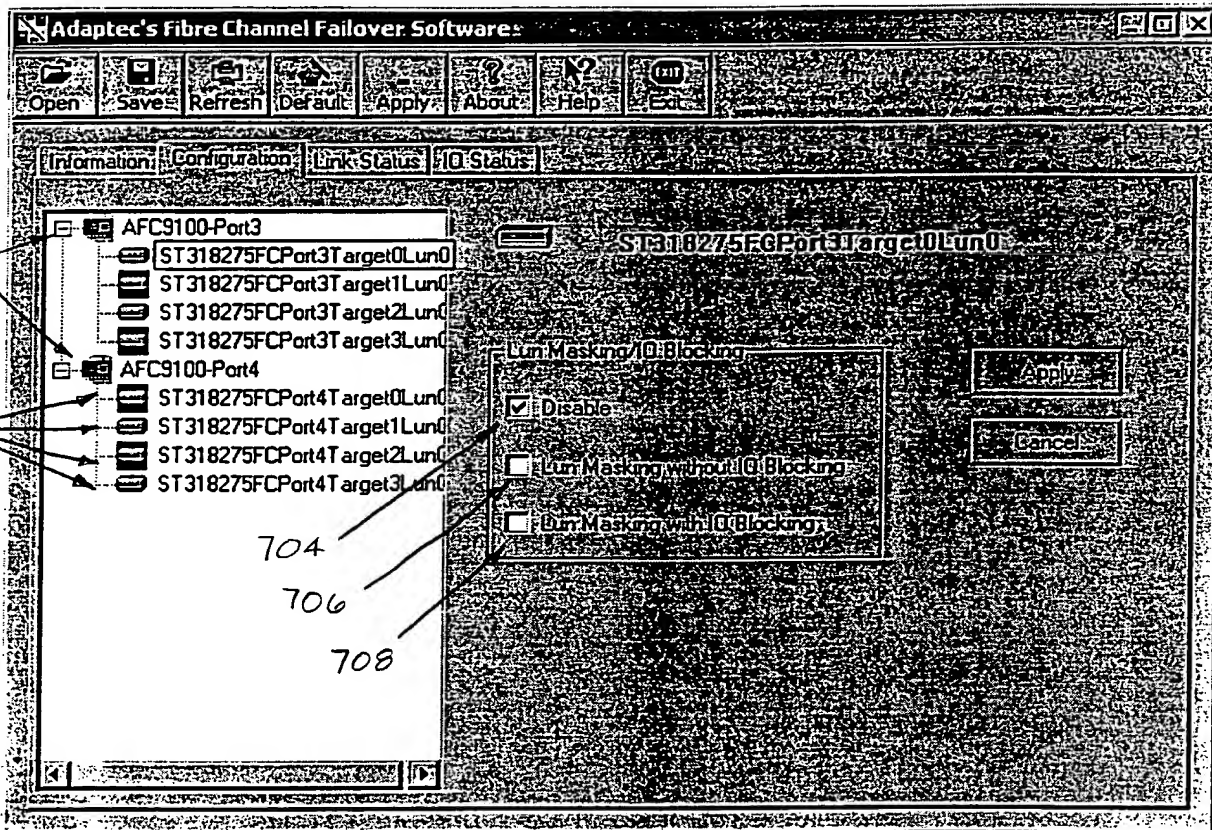 Adaptec's Fibre Channel Failover Software
Open Save Refresh Default Apply About Help Exit
EXIT
Information Configuration Link Status IO Status
AFC9100-Port3
ST318275FCPort3Target0Lun0
ST318275FCPort3Target1Lun0
ST318275FCPort3Target2Lun0
ST318275FCPort3Target3Lun0
AFC9100-Port4
ST318275FCPort4Target0Lun0
ST318275FCPort4Target1Lun0
ST318275FCPort4Target2Lun0
ST318275FCPort4Target3Lun0
ST318275FCPort3Target0Lun0
Lun Masking/IO Blocking
Disable
Lun Masking without IO Blocking
Lun Masking with IO Blocking
Apply
Cancel
704
706
708